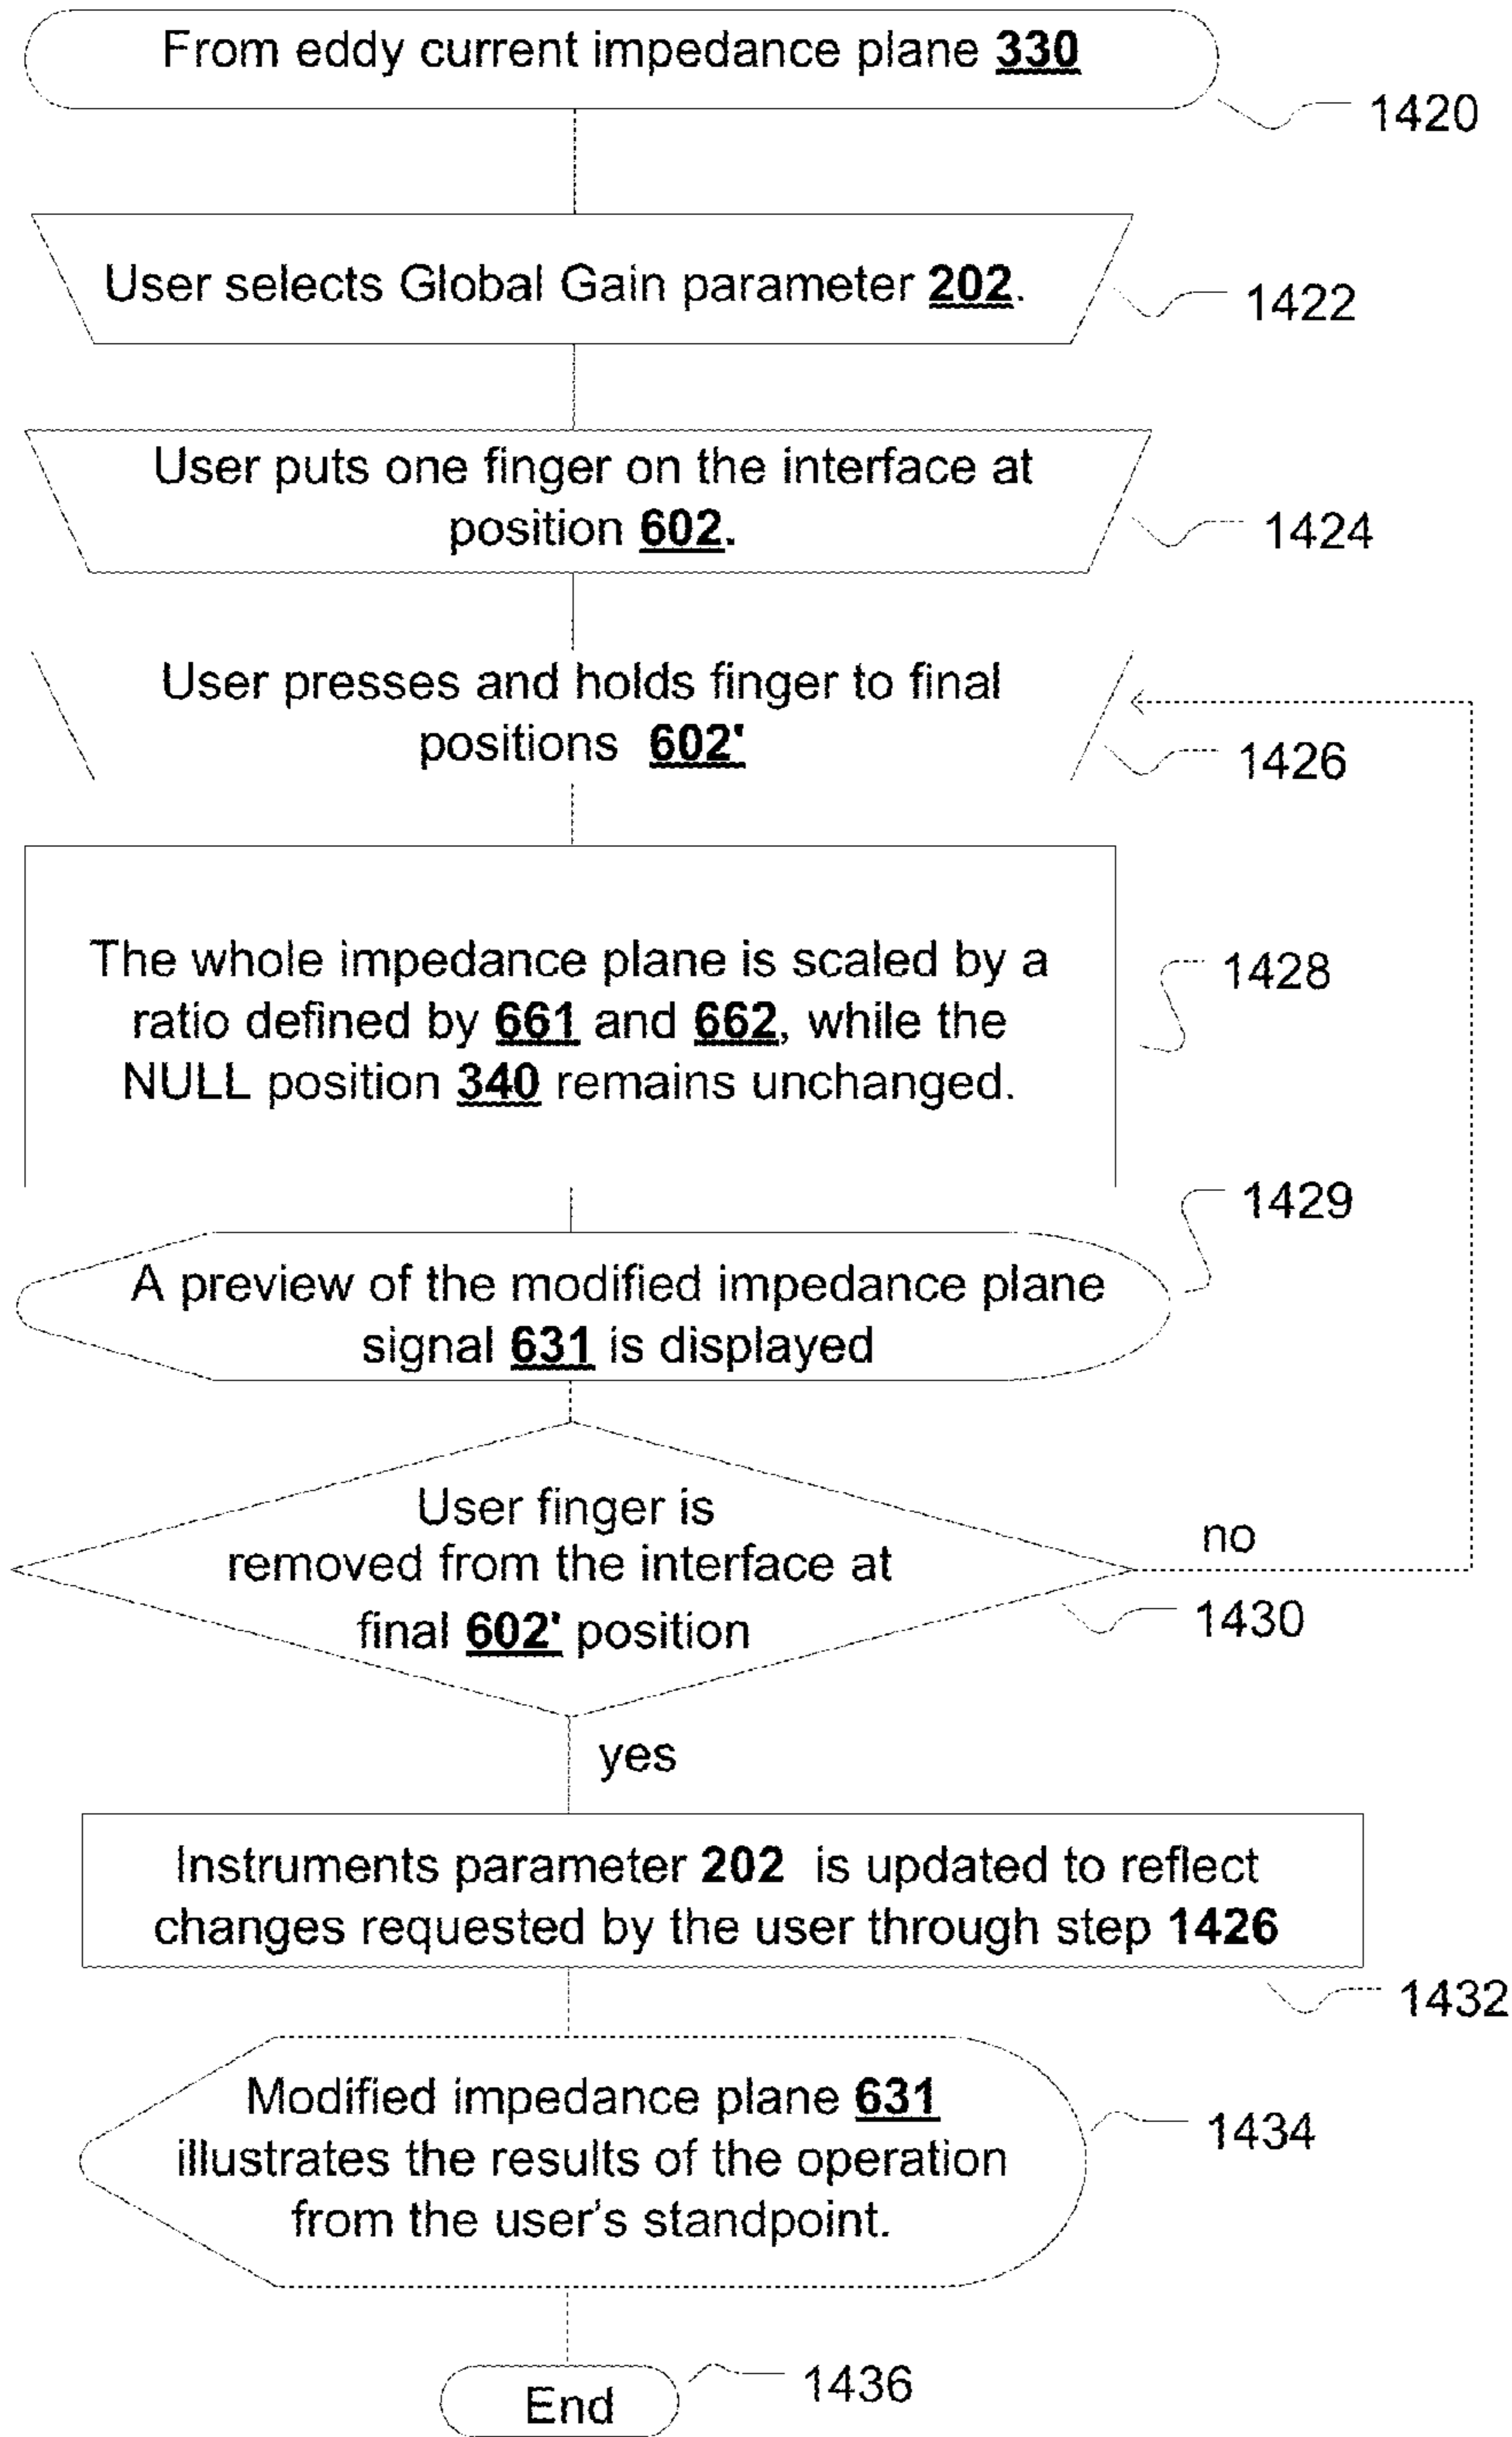 From eddy current impedance plane 330
1420
User selects Global Gain parameter 202.
1422
User puts one finger on the interface at
position 602.
1424
User presses and holds finger to final
positions 602'
1426
The whole impedance plane is scaled by a
ratio defined by 661 and 662, while the
NULL position 340 remains unchanged.
1428
1429
A preview of the modified impedance plane
signal 631 is displayed
User finger is
removed from the interface at
final 602' position
no
1430
yes
Instruments parameter 202 is updated to reflect
changes requested by the user through step 1426
1432
Modified impedance plane 631
illustrates the results of the operation
from the user's standpoint.
1434
End
1436